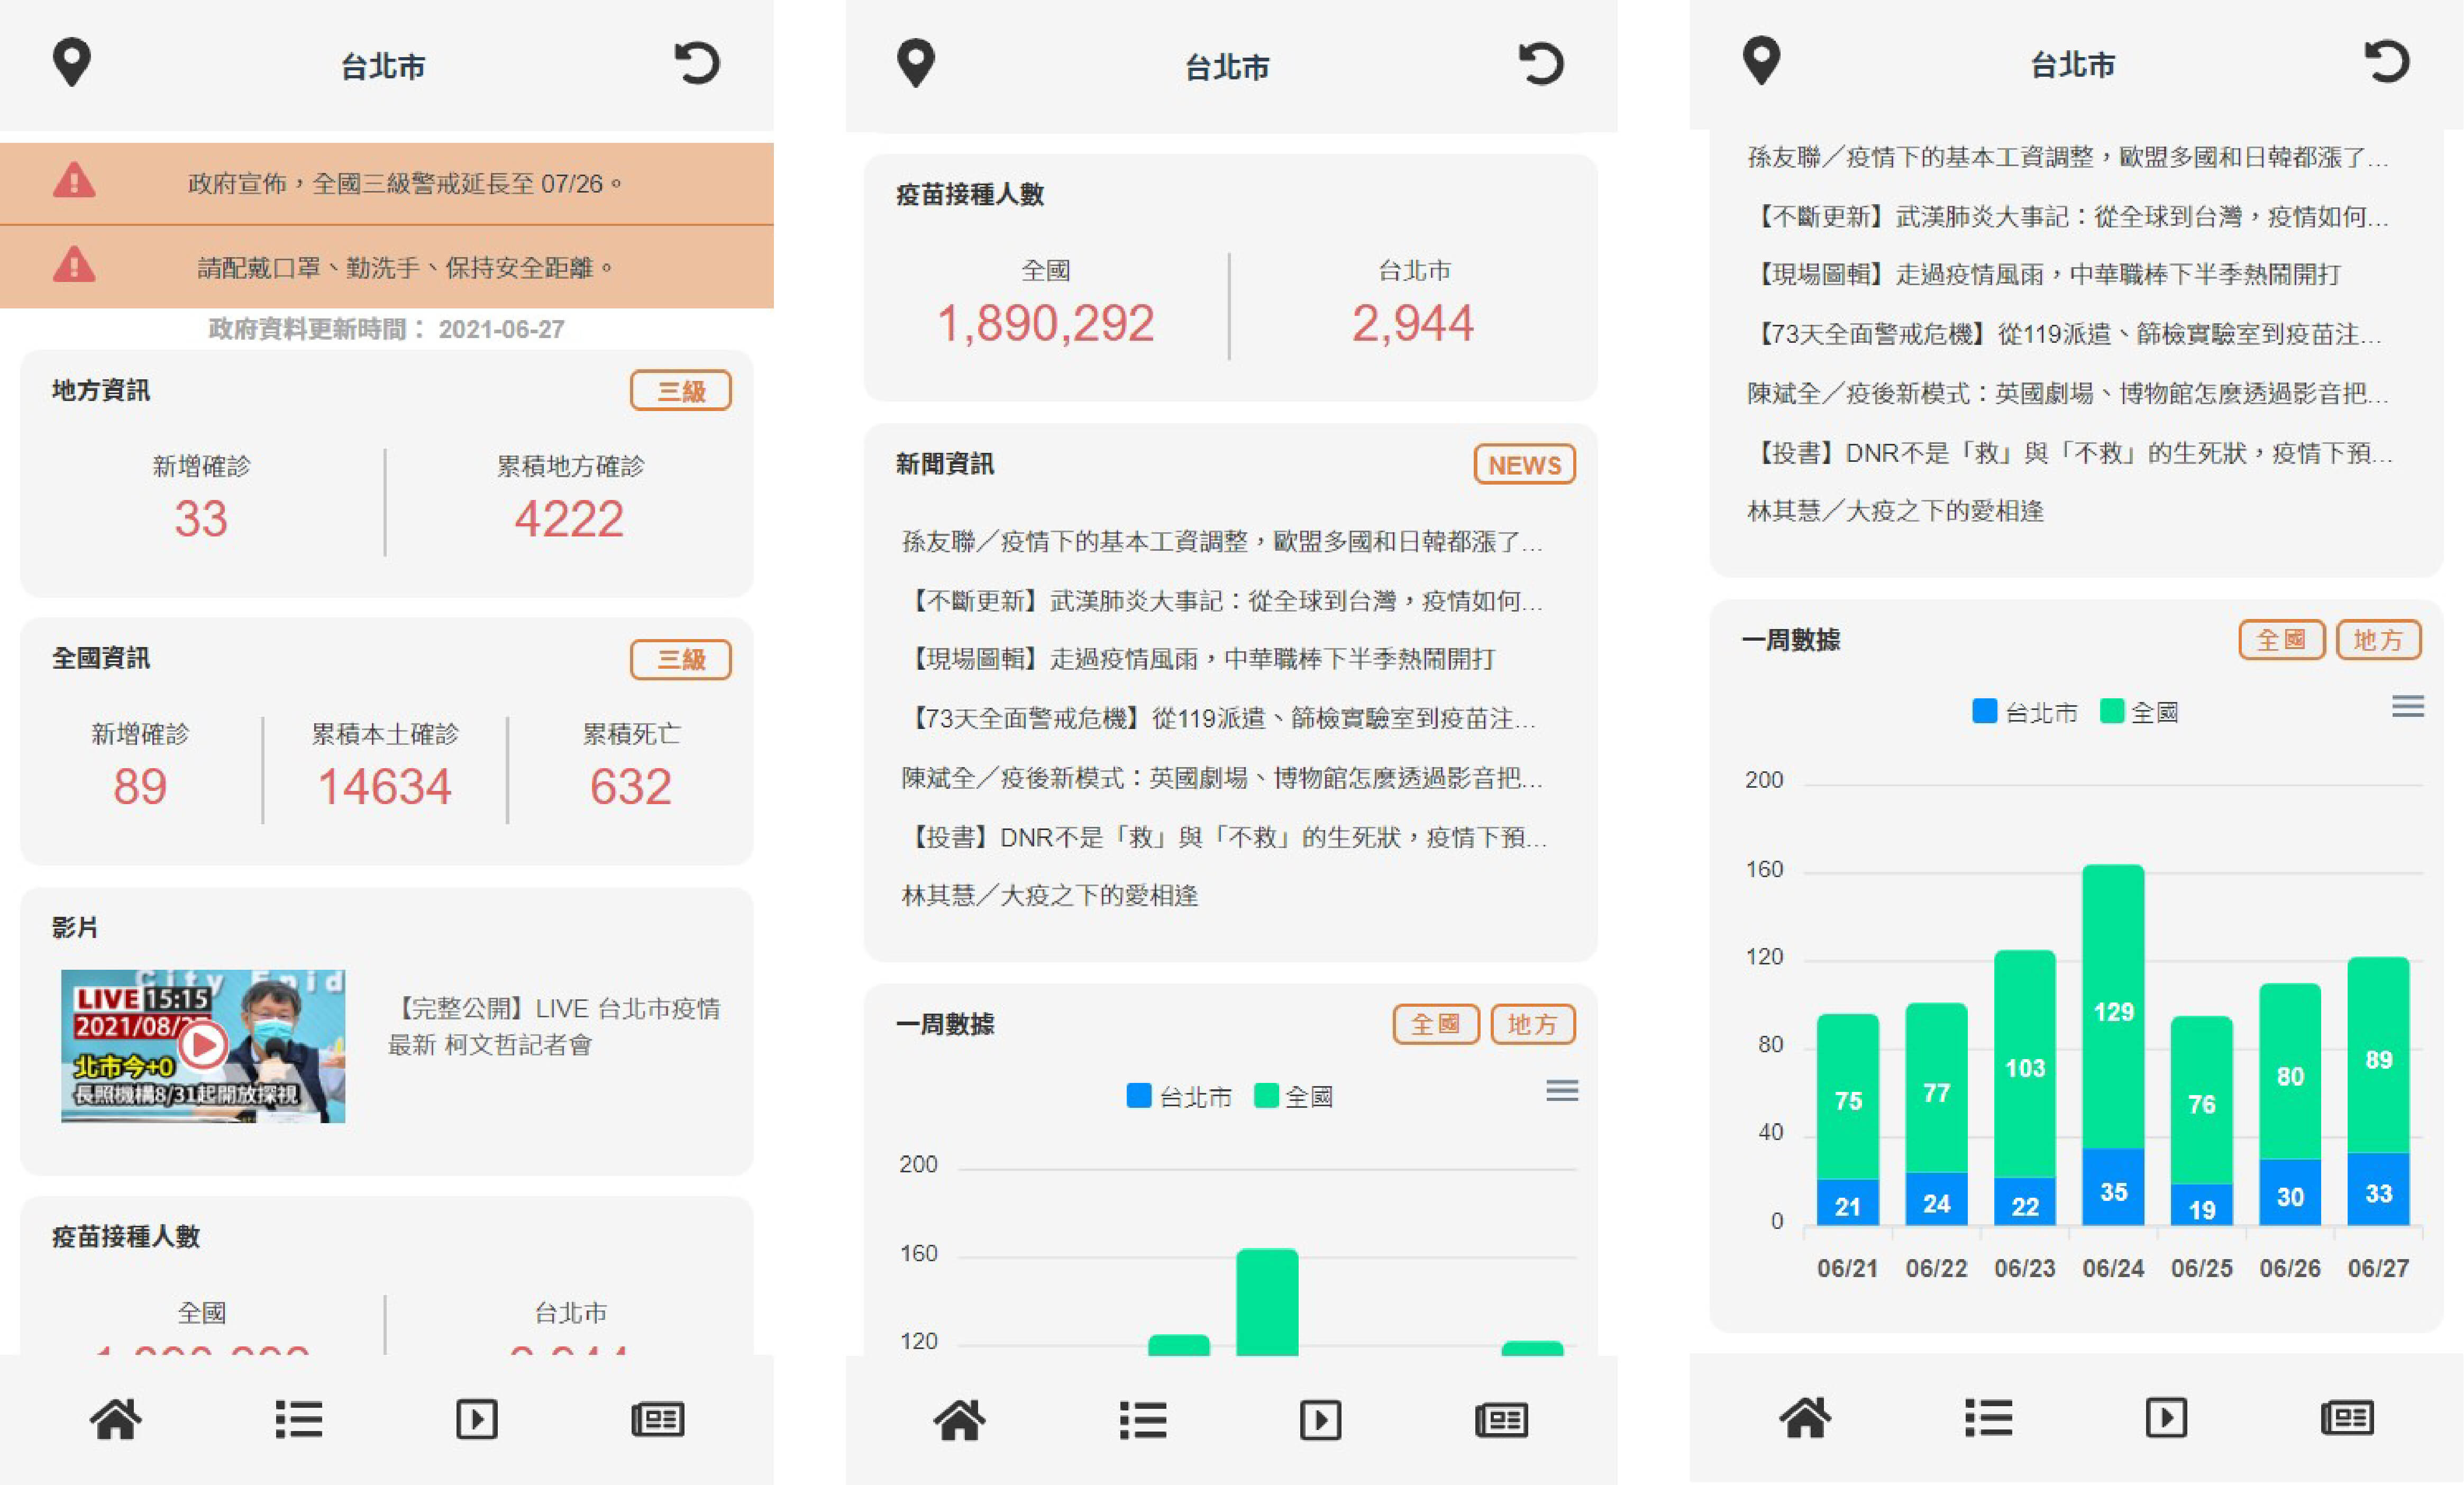 台北市
政府宣佈，全國三級警戒延長至 07/26。
請配戴口罩、勤洗手、保持安全距離。
政府資料更新時間： 2021-06-27
地方資訊
三級
新增確診
累積地方確診
33
4222
全國資訊
三級
新增確診
累積本土確診
累積死亡
89
14634
632
影片
LIVE 15:15
2021/08/
北市今+0
長照機構8/31起開放探視
【完整公開】LIVE 台北市疫情
最新 柯文哲記者會
疫苗接種人數
全國
台北市
台北市
疫苗接種人數
全國
台北市
1,890,292
2,944
新聞資訊
NEWS
孫友聯／疫情下的基本工資調整，歐盟多國和日韓都漲了...
【不斷更新】武漢肺炎大事記：從全球到台灣，疫情如何...
【現場圖輯】走過疫情風雨，中華職棒下半季熱鬧開打
【73天全面警戒危機】從119派遣、篩檢實驗室到疫苗注...
陳斌全／疫後新模式：英國劇場、博物館怎麼透過影音把...
【投書】DNR不是「救」與「不救」的生死狀，疫情下預...
林其慧／大疫之下的愛相逢
一周數據
全國
地方
台北市
全國
200
160
120
台北市
孫友聯／疫情下的基本工資調整，歐盟多國和日韓都漲了...
【不斷更新】武漢肺炎大事記：從全球到台灣，疫情如何...
【現場圖輯】走過疫情風雨，中華職棒下半季熱鬧開打
【73天全面警戒危機】從119派遣、篩檢實驗室到疫苗注...
陳斌全／疫後新模式：英國劇場、博物館怎麼透過影音把...
【投書】DNR不是「救」與「不救」的生死狀，疫情下預...
林其慧／大疫之下的愛相逢
一周數據
全國
地方
台北市
全國
200
160
120
80
40
0
75
77
103
129
76
80
89
21
24
22
35
19
30
33
06/21
06/22
06/23
06/24
06/25
06/26
06/27